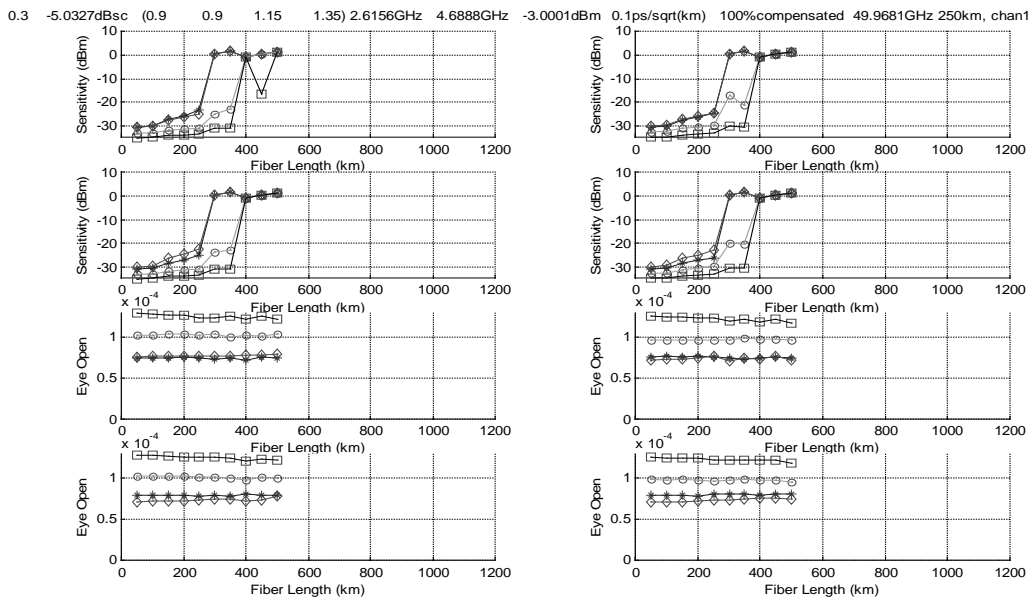 0.3 -5.0327dBsc (0.9 0.9 1.15 1.35) 2.6156GHz 4.6888GHz -3.0001dBm 0.1ps/sqrt(km) 100%compensated 49.9681GHz 250km, chan1
10
0
-10
-20
-30
Sensitivity (dBm)
0 200 400 600 800 1000 1200
Fiber Length (km)
10
0
-10
-20
-30
Sensitivity (dBm)
0 200 400 600 800 1000 1200
Fiber Length (km)
10
0
-10
-20
-30
Sensitivity (dBm)
0 200 400 600 800 1000 1200
Fiber Length (km)
10
0
-10
-20
-30
Sensitivity (dBm)
0 200 400 600 800 1000 1200
Fiber Length (km)
x 10^-4
1
0.5
0
Eye Open
0 200 400 600 800 1000 1200
Fiber Length (km)
x 10^-4
1
0.5
0
Eye Open
0 200 400 600 800 1000 1200
Fiber Length (km)
x 10^-4
1
0.5
0
Eye Open
0 200 400 600 800 1000 1200
Fiber Length (km)
x 10^-4
1
0.5
0
Eye Open
0 200 400 600 800 1000 1200
Fiber Length (km)